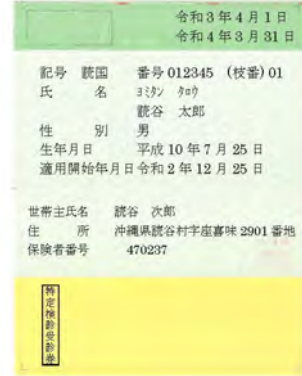 令和3年4月1日
令和4年3月31日
記号 読国 番号 012345 (枝番) 01
氏 名 ヨミタン タロウ
読谷 太郎
性 別 男
生年月日 平成10年7月25日
適用開始年月日 令和2年12月25日
世帯主氏名 読谷 次郎
住 所 沖縄県読谷村字座喜味2901番地
保険者番号 470237
特定検診受診券